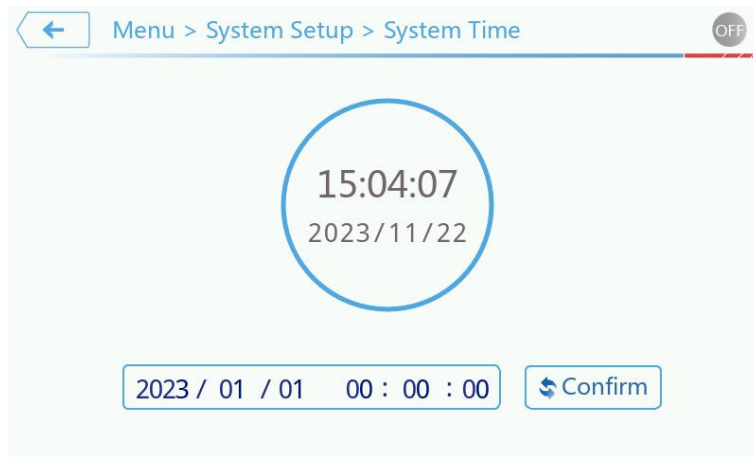 Menu > System Setup > System Time OFF
15:04:07
2023/11/22
2023 / 01 / 01 00 : 00 : 00 Confirm